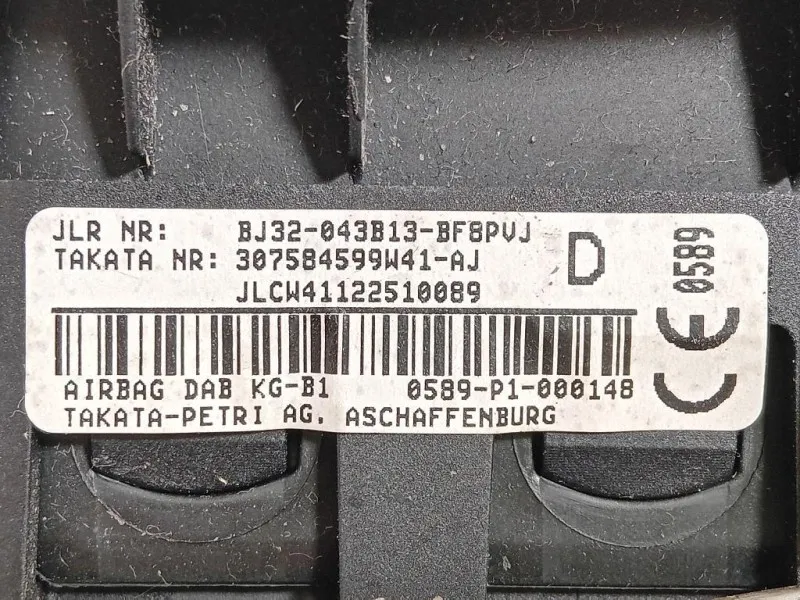 JLR NR: BJ32-043B13-BF8PVJ
TAKATA NR: 307584599W41-AJ
JLCW41122510089
D
CE 0589
AIRBAG DAB KG-B1 0589-P1-000148
TAKATA-PETRI AG, ASCHAFFENBURG